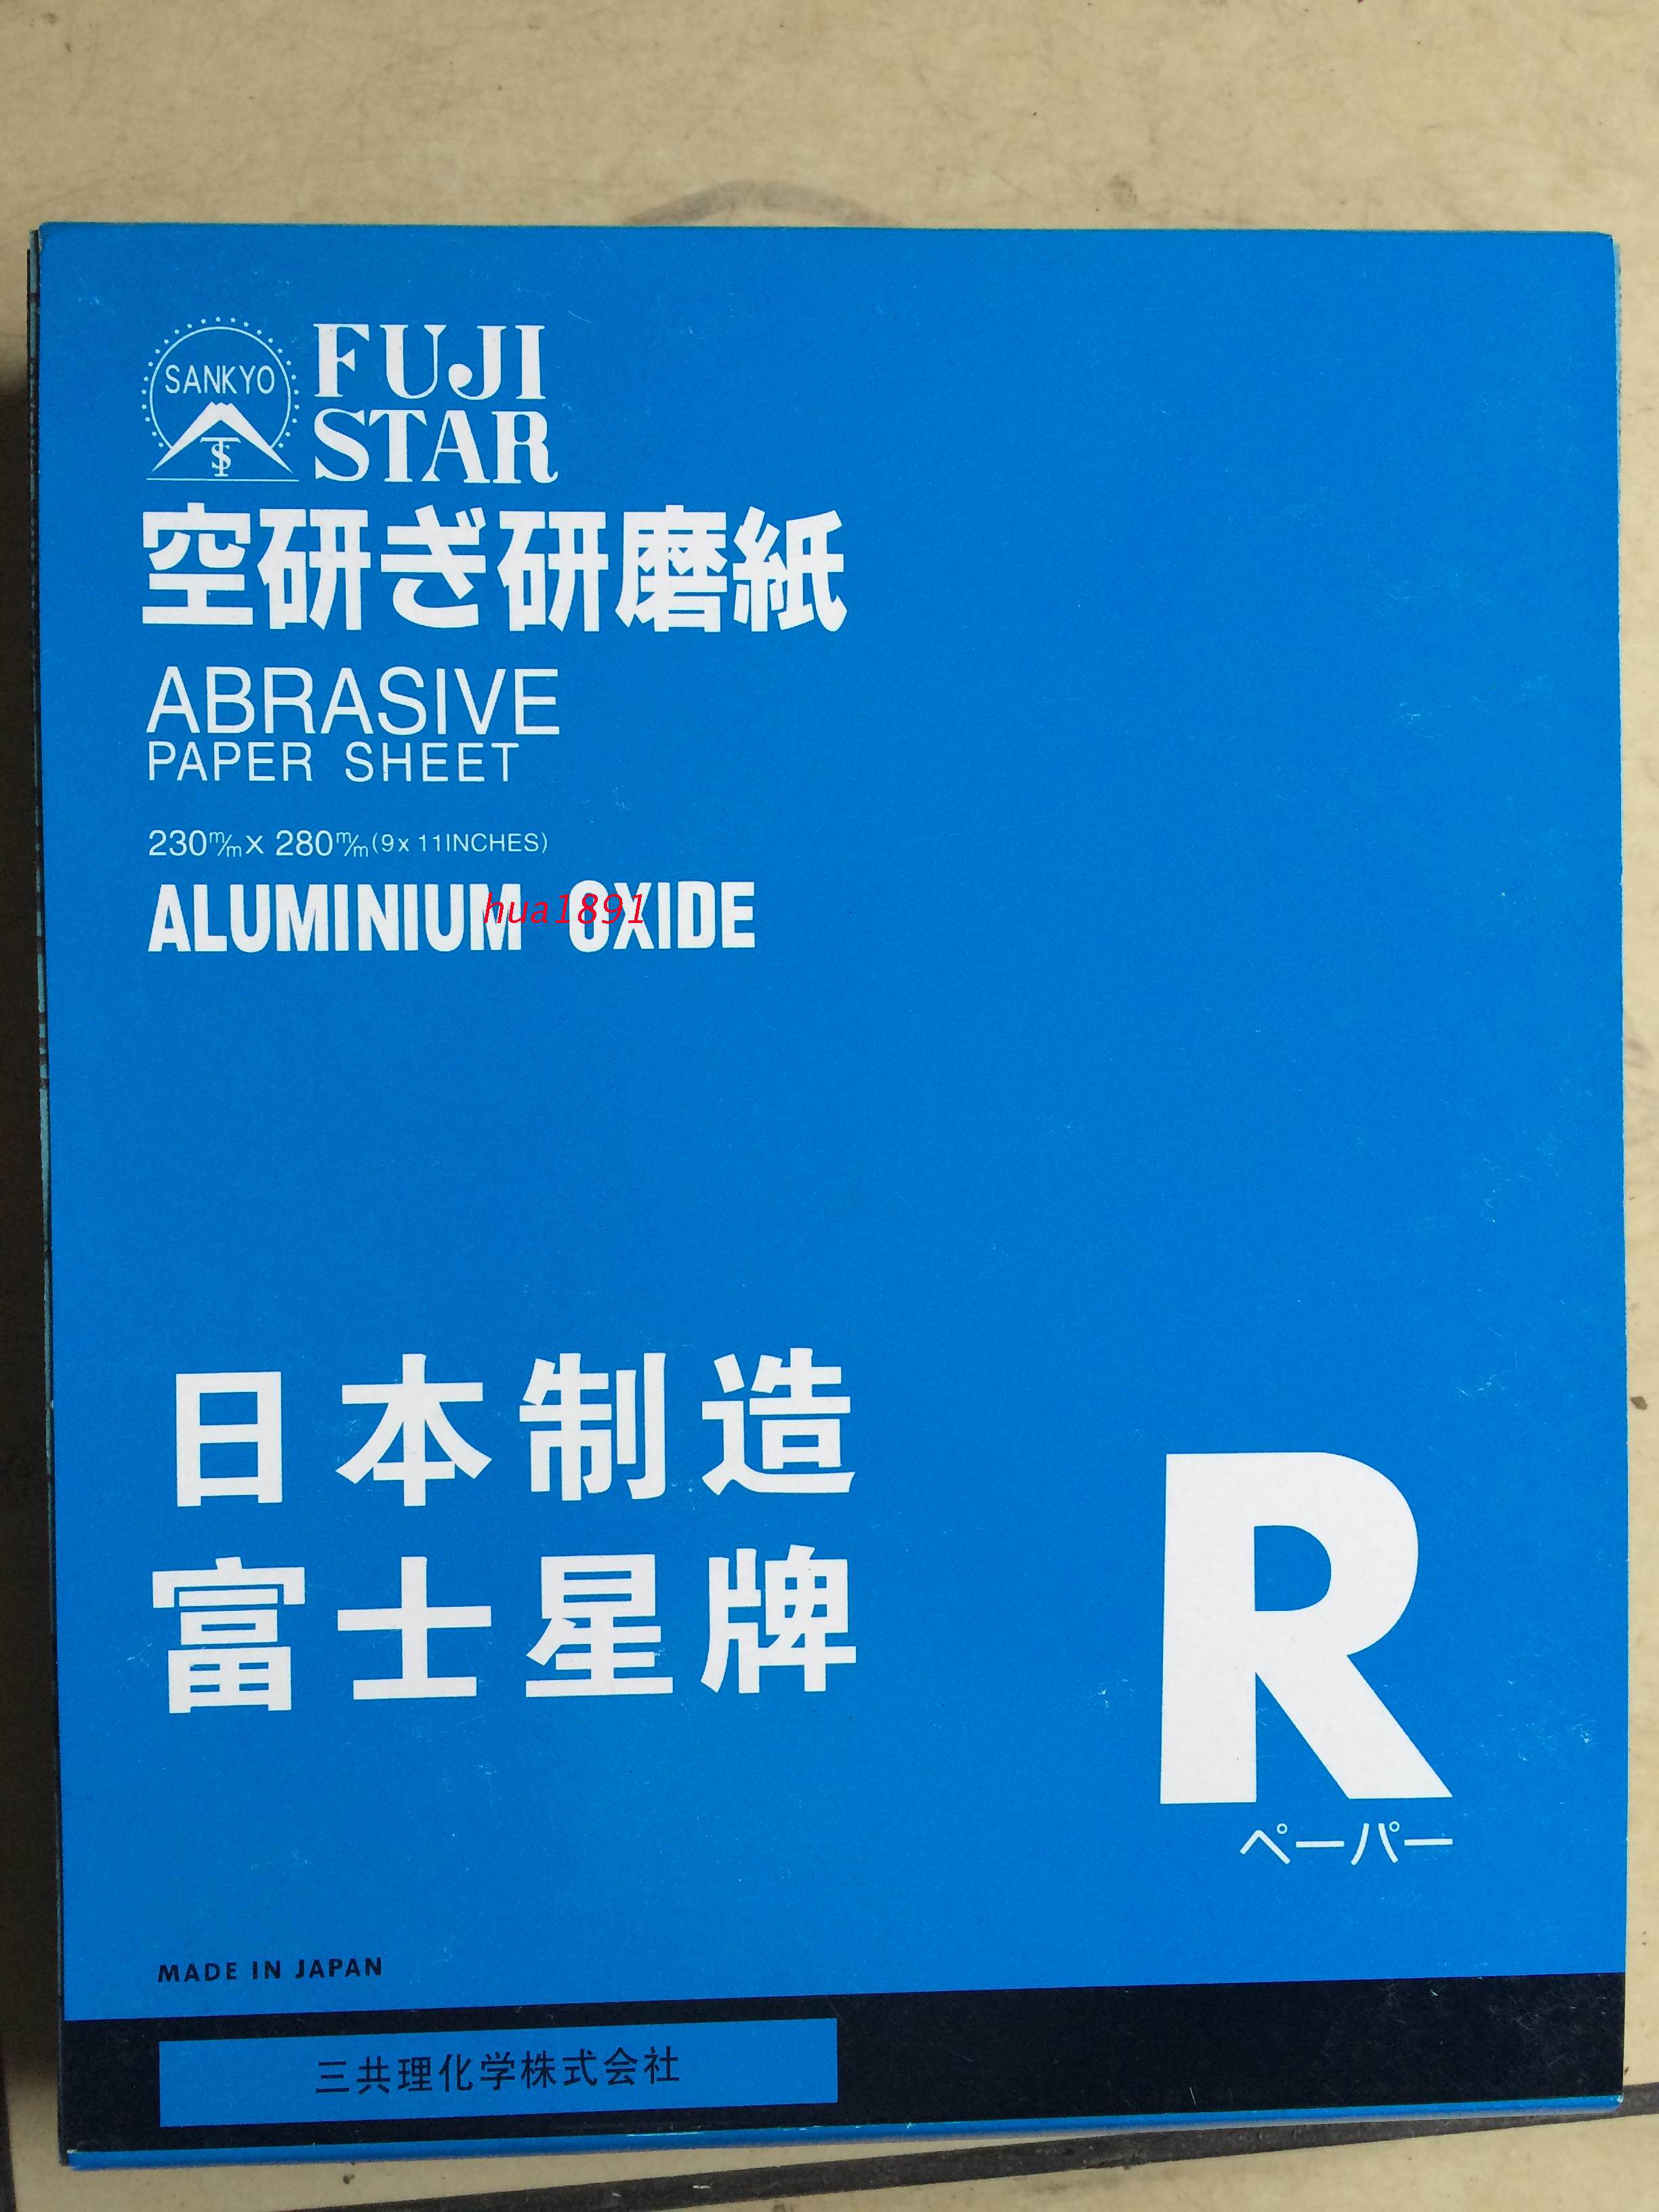 SANKYO
FUJI
STAR
空研ぎ研磨紙
ABRASIVE
PAPER SHEET
230m/m x 280m/m (9x 11INCHES)
ALUMINIUM OXIDE
hua1891
日本制造
富士星牌
R
ペーパー
MADE IN JAPAN
三共理化学株式会社